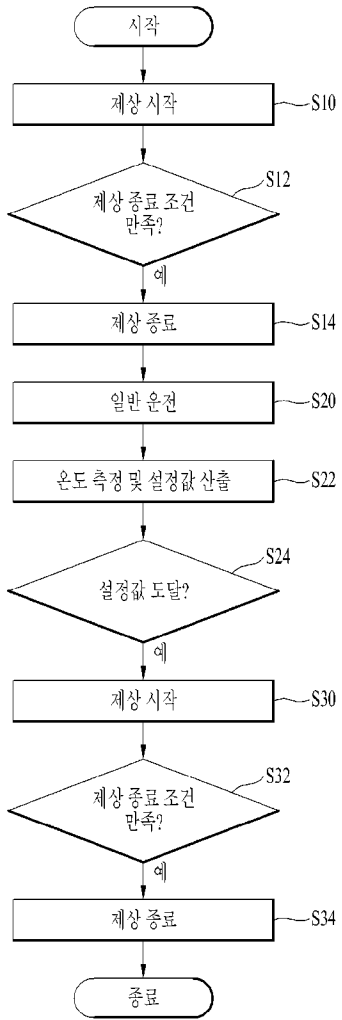 시작
제상 시작
S10
제상 종료 조건
만족?
S12
예
제상 종료
S14
일반 운전
S20
온도 측정 및 설정값 산출
S22
설정값 도달?
S24
예
제상 시작
S30
제상 종료 조건
만족?
S32
예
제상 종료
S34
종료